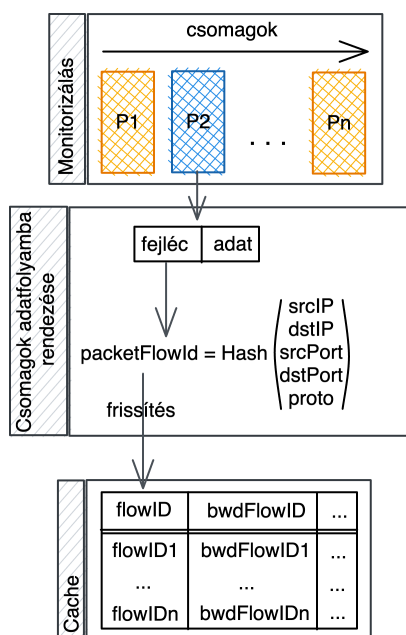 csomagok
Monitorizálás
P1 P2 . . . Pn
Csomagok adatfolyamba
rendezése
fejléc adat
packetFlowId = Hash
srcIP
dstIP
srcPort
dstPort
proto
frissítés
Cache
flowID bwdFlowID ...
flowID1 bwdFlowID1 ...
... ... ...
flowIDn bwdFlowIDn ...